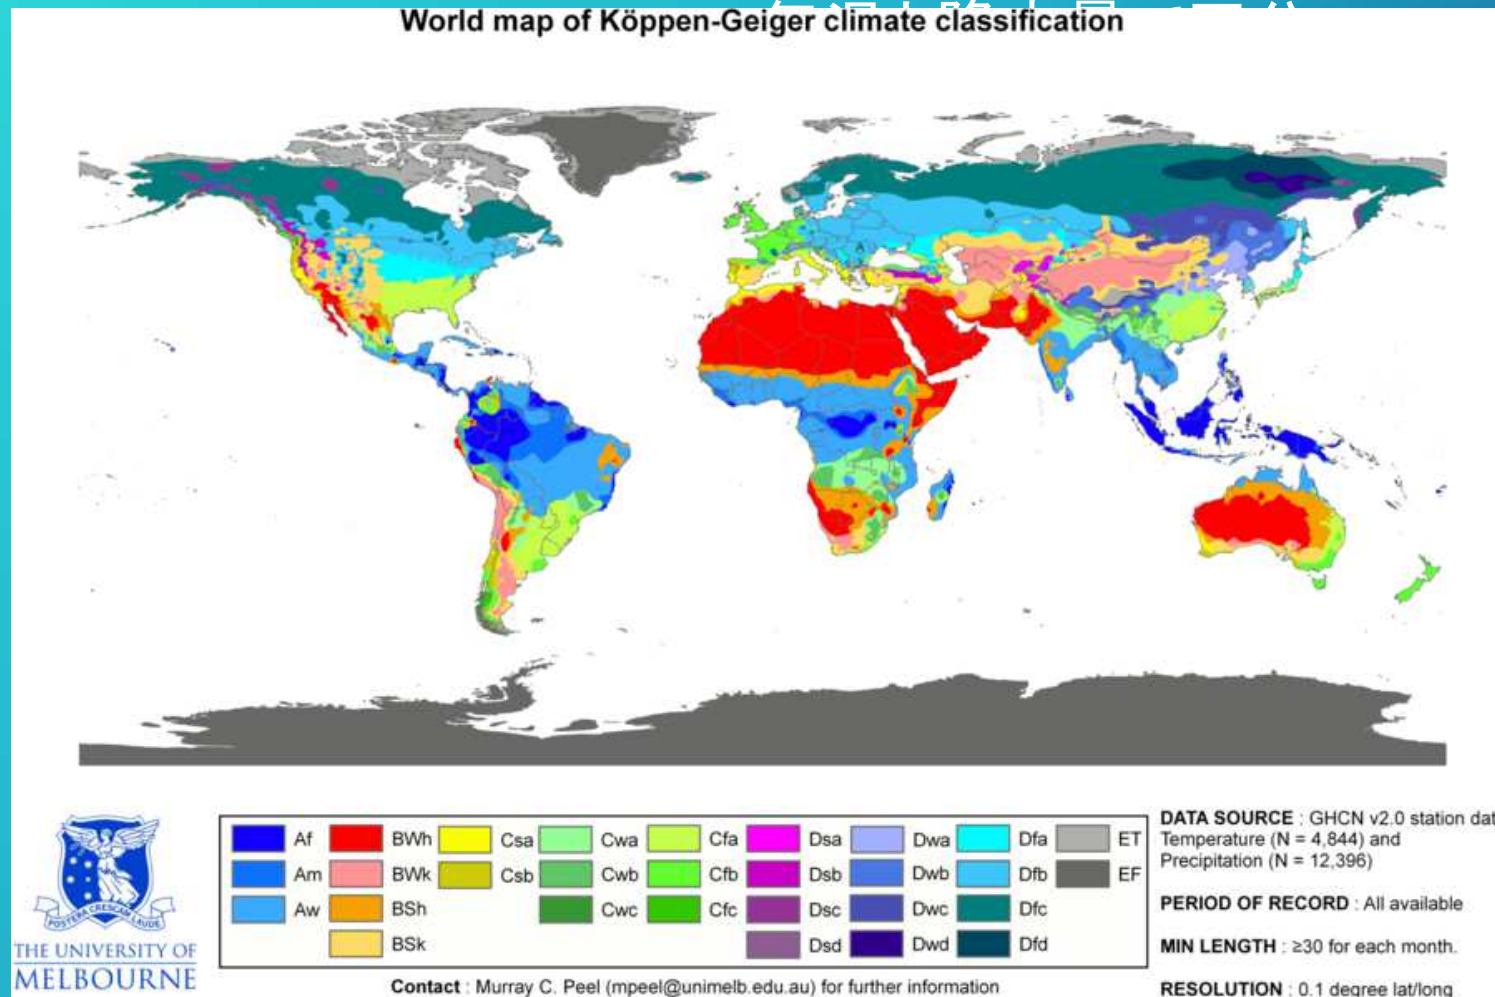 World map of Köppen-Geiger climate classification
POSTERA CRESCAM LAUDE
THE UNIVERSITY OF
MELBOURNE
Af BWh Csa Cwa Cfa Dsa Dwa Dfa ET
Am BWk Csb Cwb Cfb Dsb Dwb Dfb EF
Aw BSh Cwc Cfc Dsc Dwc Dfc
BSk Dsd Dwd Dfd
Contact : Murray C. Peel (mpeel@unimelb.edu.au) for further information
DATA SOURCE : GHCN v2.0 station dat
Temperature (N = 4,844) and
Precipitation (N = 12,396)
PERIOD OF RECORD : All available
MIN LENGTH : ≥30 for each month.
RESOLUTION : 0.1 degree lat/long